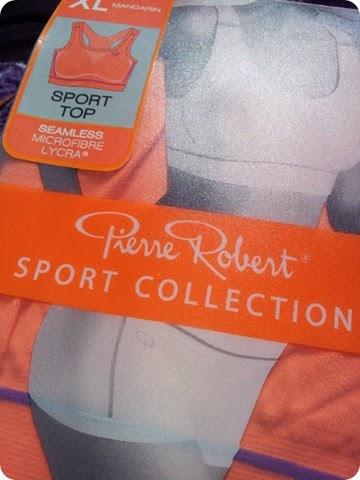 XL MANDARIN
SPORT
TOP
SEAMLESS
MICROFIBRE
LYCRA®
Pierre Robert®
SPORT COLLECTION